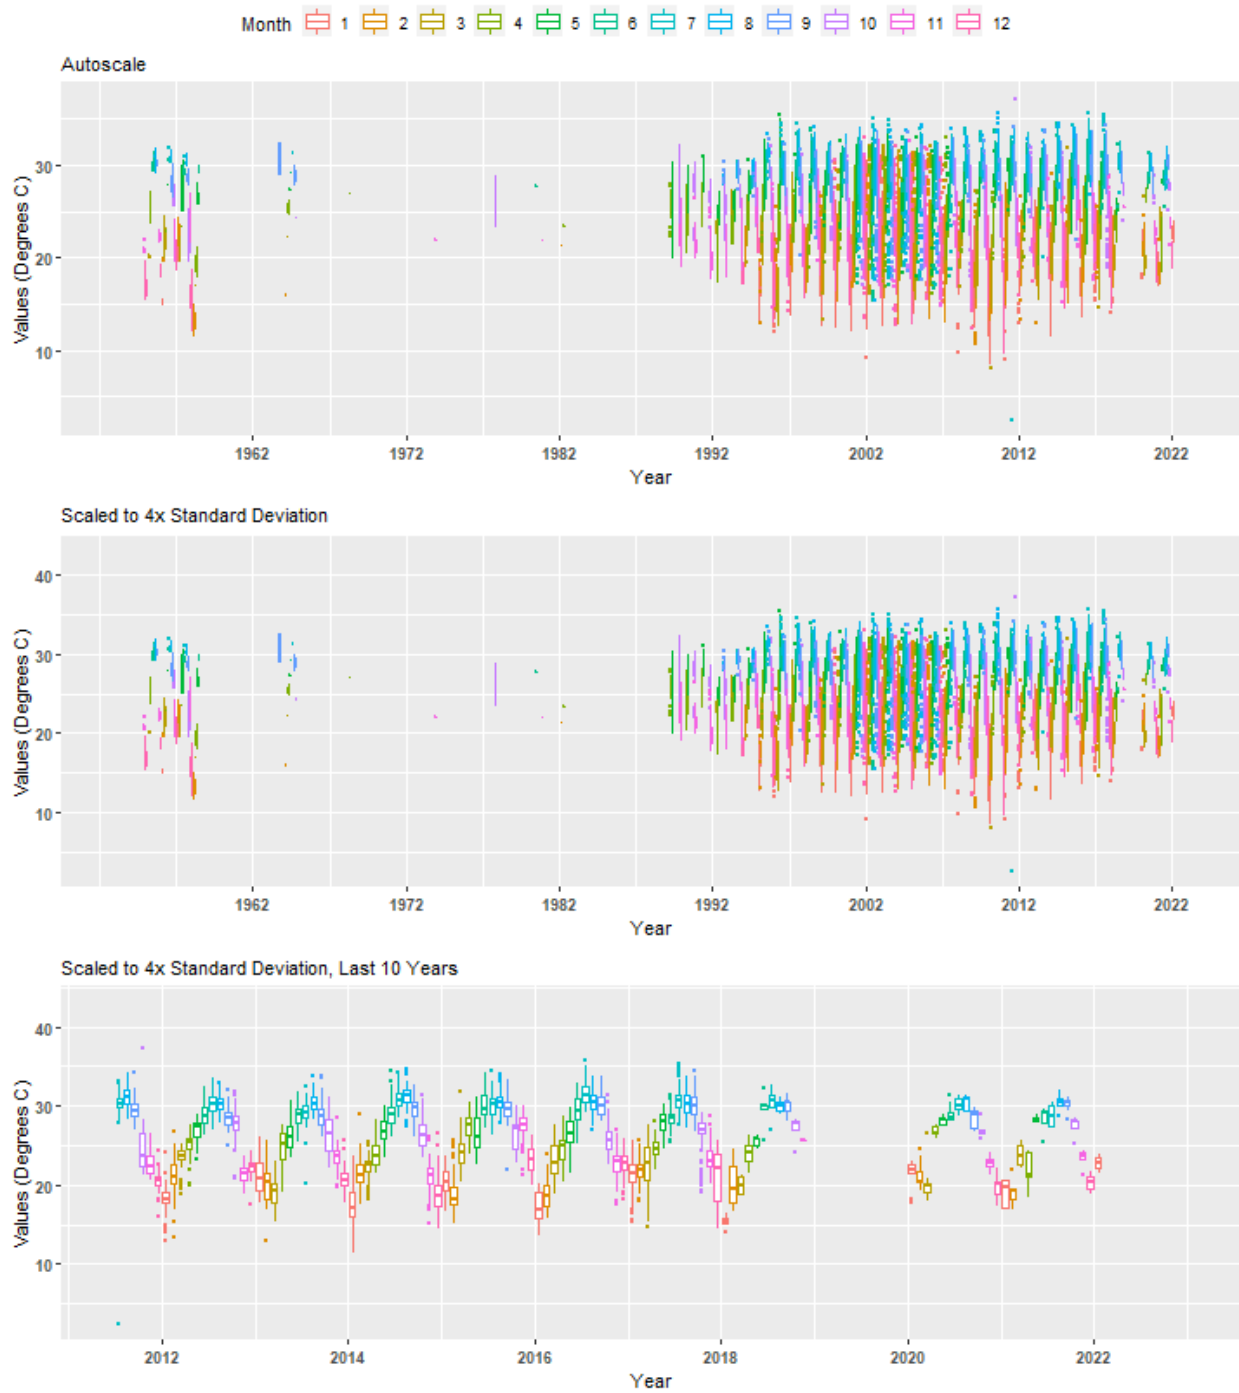 Month 1 2 3 4 5 6 7 8 9 10 11 12
Autoscale
30
20
10
Values (Degrees C)
1962 1972 1982 1992 2002 2012 2022
Year
Scaled to 4x Standard Deviation
40
30
20
10
Values (Degrees C)
1962 1972 1982 1992 2002 2012 2022
Year
Scaled to 4x Standard Deviation, Last 10 Years
40
30
20
10
Values (Degrees C)
2012 2014 2016 2018 2020 2022
Year